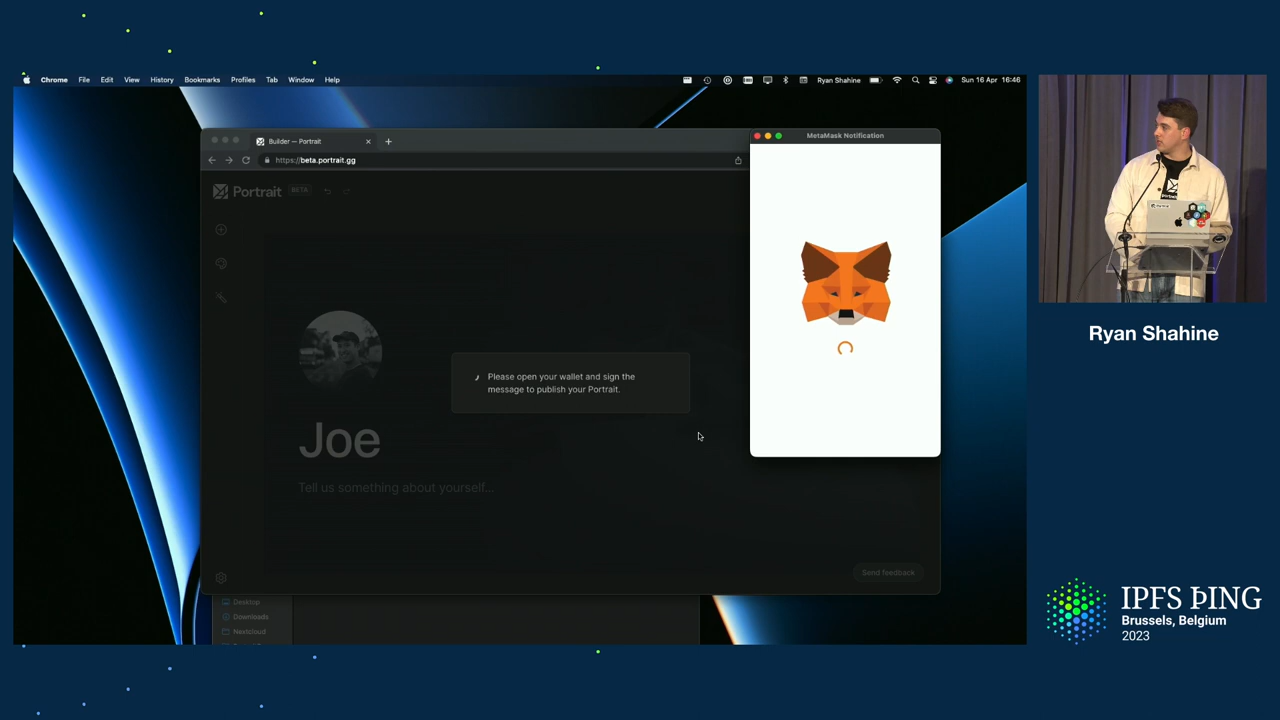 Chrome File Edit View History Bookmarks Profiles Tab Window Help
Ryan Shahine
Sun 16 Apr 16:46
Builder — Portrait
https://beta.portrait.gg
MetaMask Notification
Portrait
BETA
Please open your wallet and sign the
message to publish your Portrait.
Joe
Tell us something about yourself...
Send feedback
Desktop
Downloads
Nextcloud
Ryan Shahine
IPFS ÞING
Brussels, Belgium
2023